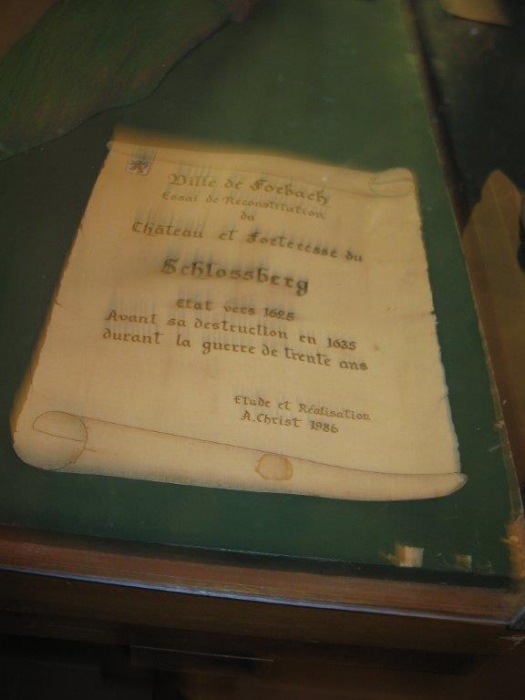 Ville de Forbach
Essai de Reconstitution
du
Château et Forteresse du
Schlossberg
Etat vers 1625
Avant sa destruction en 1635
durant la guerre de trente ans
Etude et Réalisation
A. Christ 1986